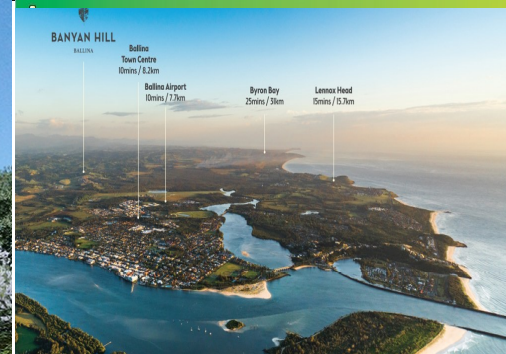 BANYAN HILL
BALLINA
Ballina
Town Centre
10mins / 8.2km
Ballina Airport
10mins / 7.7km
Byron Bay
25mins / 31km
Lennox Head
15mins / 15.7km